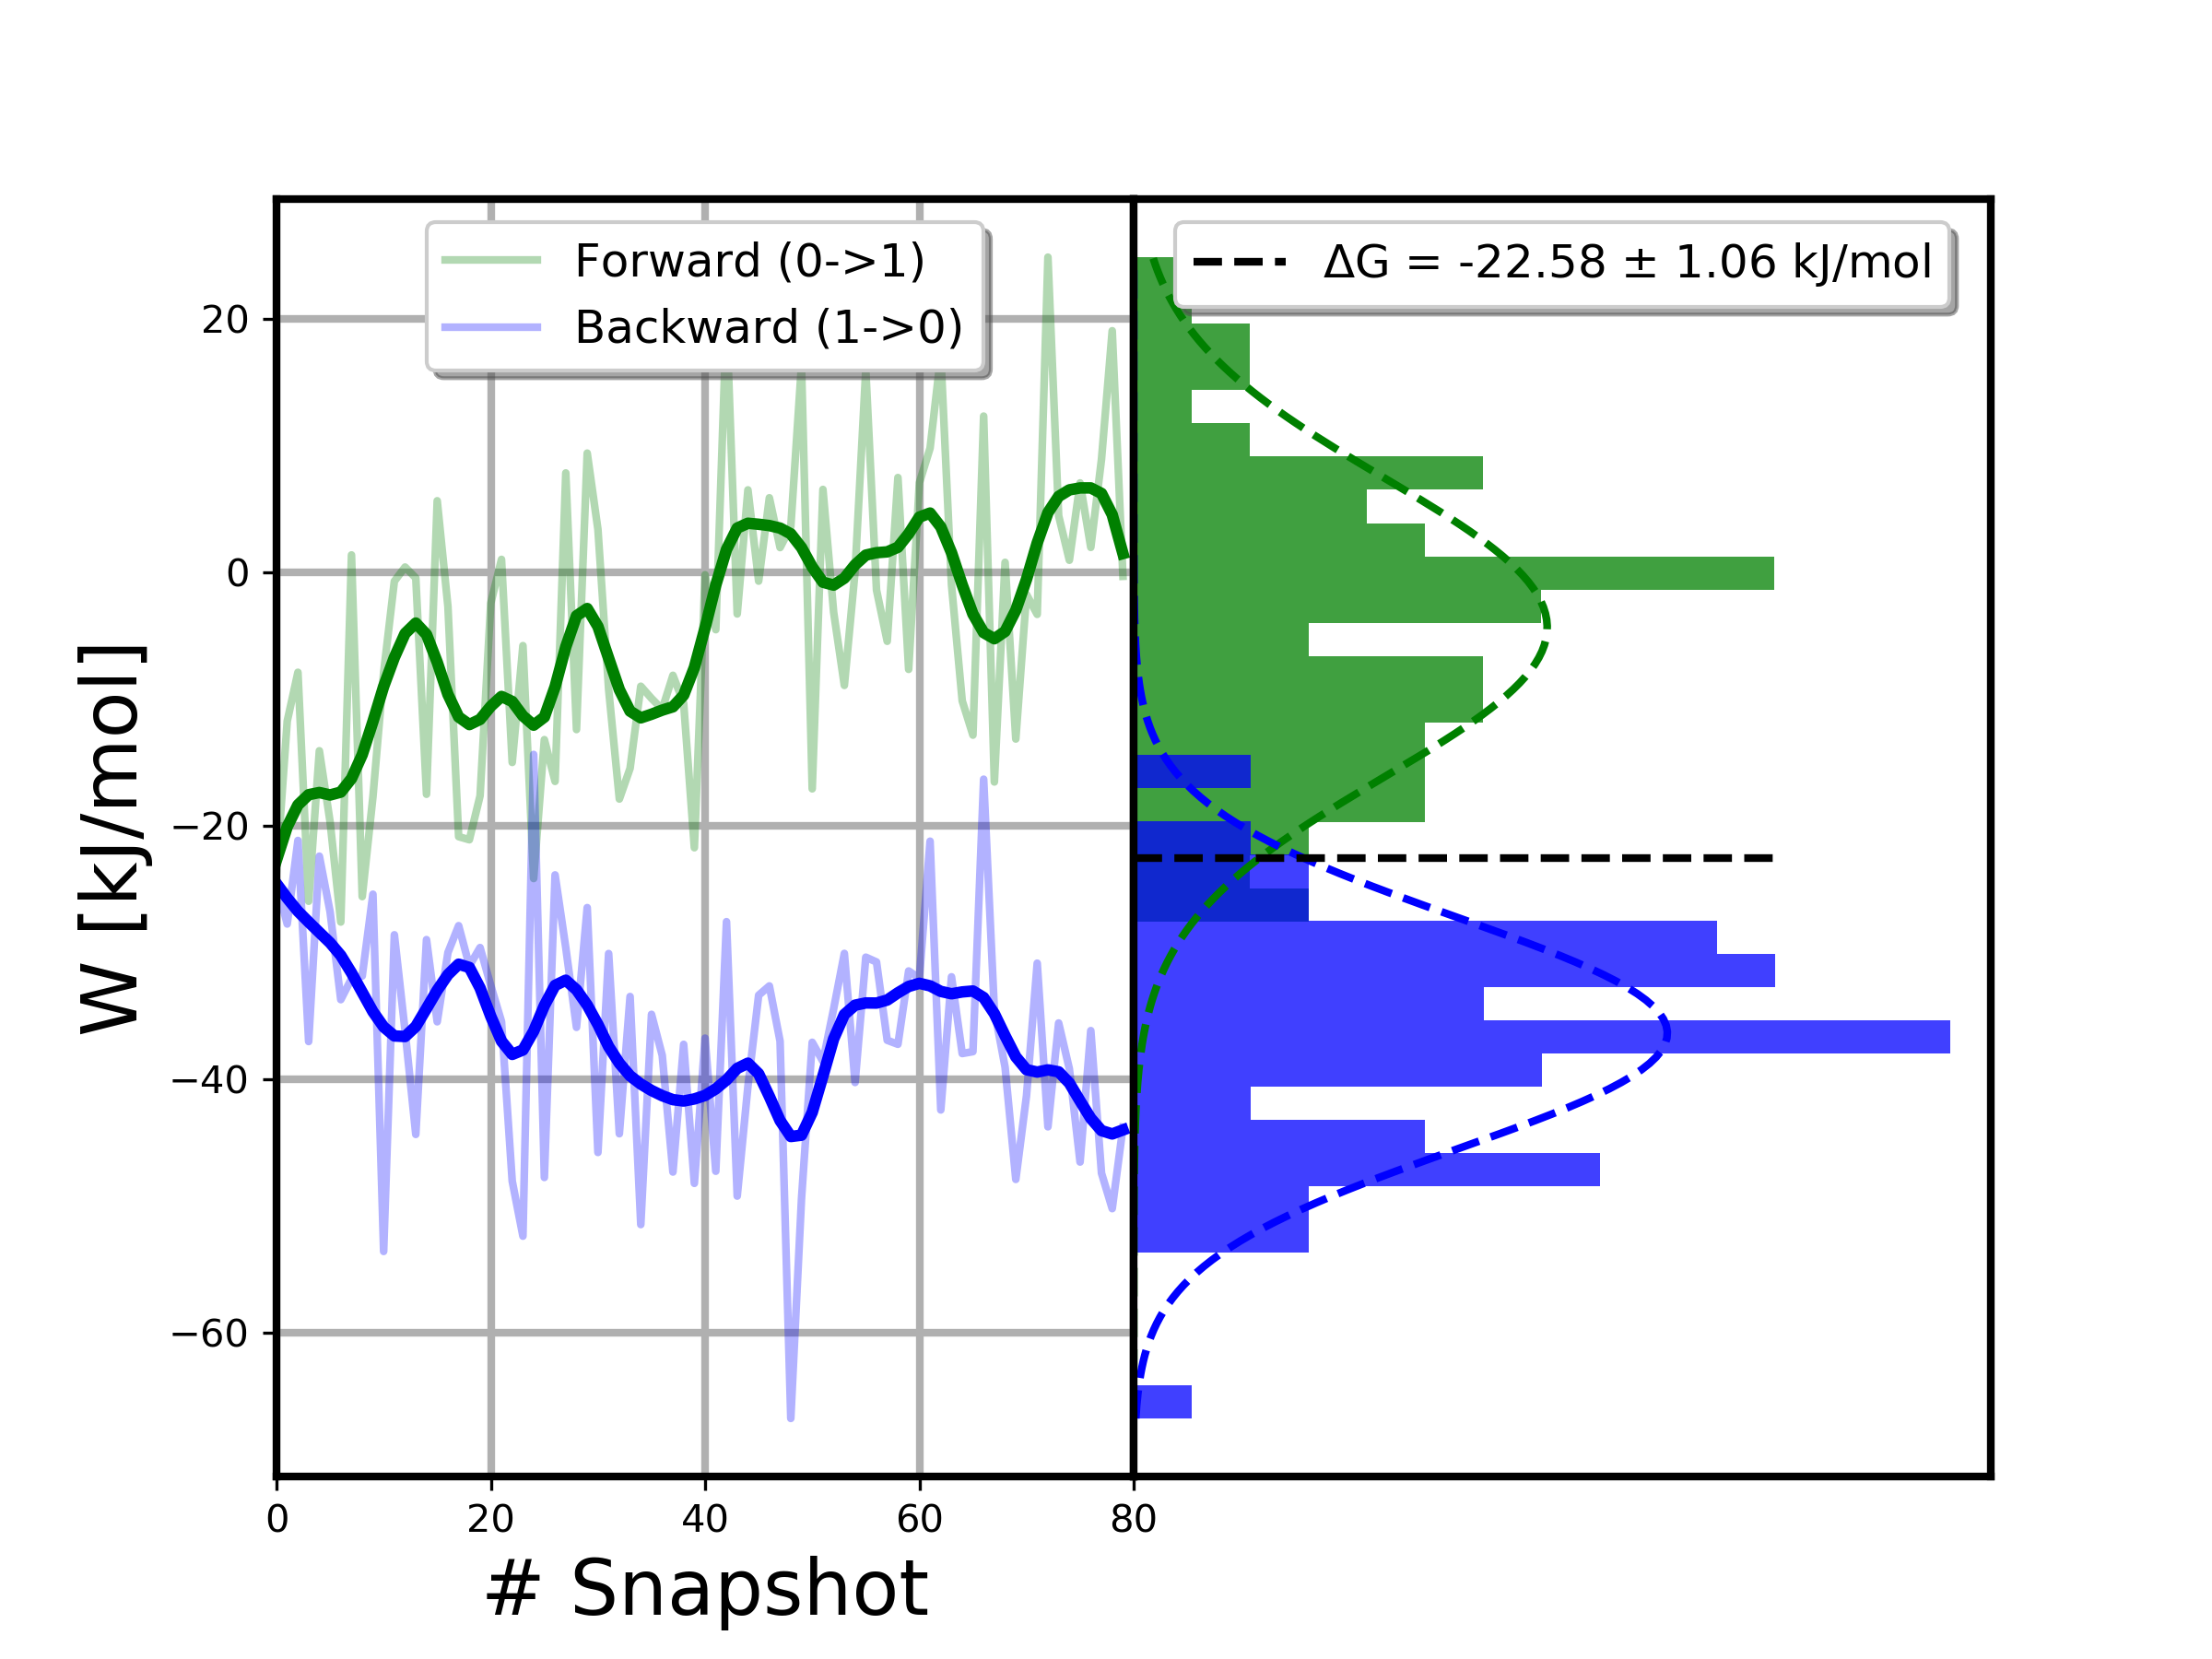 Forward (0->1)
Backward (1->0)
ΔG = -22.58 ± 1.06 kJ/mol
W [kJ/mol]
20
0
−20
−40
−60
0 20 40 60 80
# Snapshot